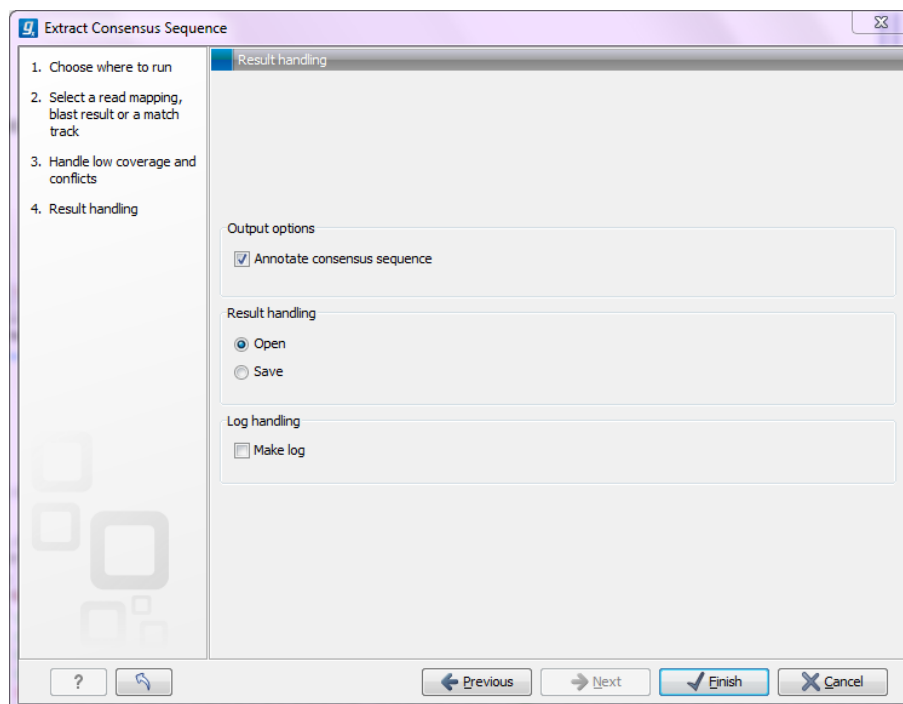 Extract Consensus Sequence
1. Choose where to run
2. Select a read mapping,
blast result or a match
track
3. Handle low coverage and
conflicts
4. Result handling
Result handling
Output options
Annotate consensus sequence
Result handling
Open
Save
Log handling
Make log
?
Previous
Next
Finish
Cancel